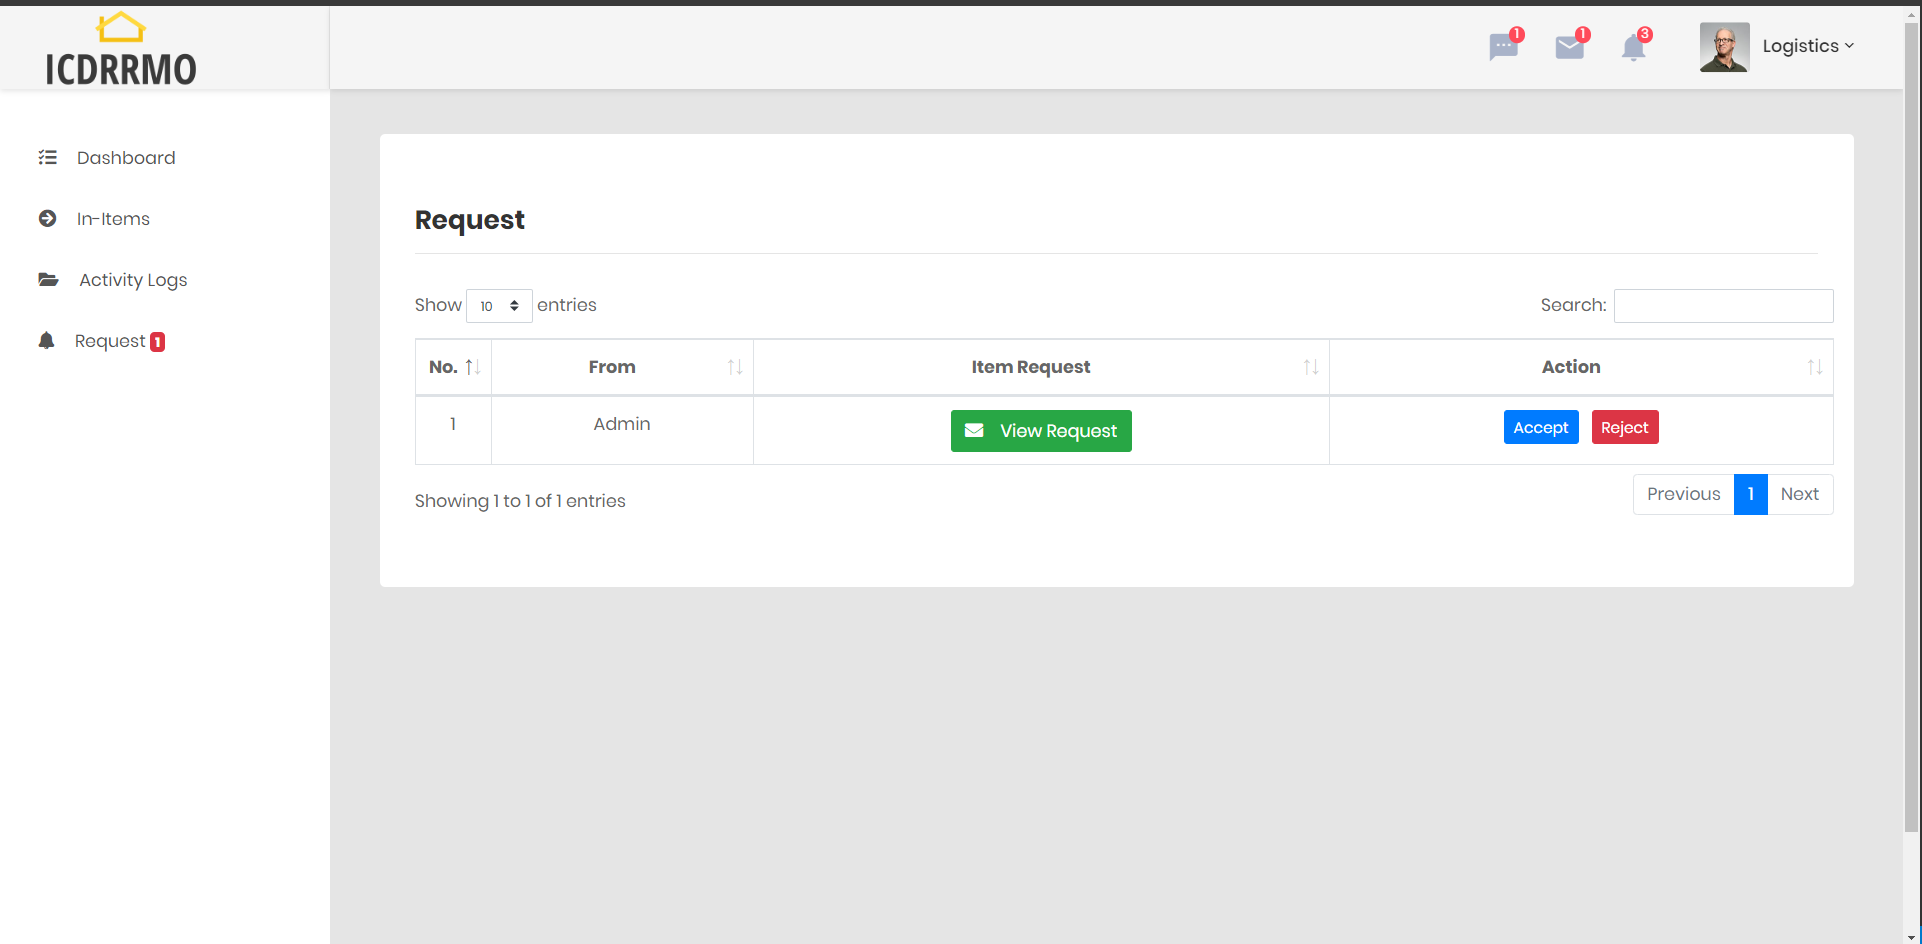 ICDRRMO
1 1 3
Logistics
Dashboard
In-Items
Activity Logs
Request 1
Request
Show 10 entries
Search:
No. From Item Request Action
1 Admin View Request Accept Reject
Showing 1 to 1 of 1 entries
Previous 1 Next